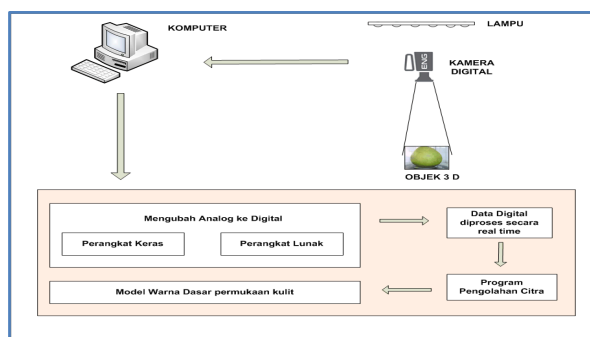 KOMPUTER
LAMPU
ENG
KAMERA
DIGITAL
OBJEK 3 D
Mengubah Analog ke Digital
Perangkat Keras
Perangkat Lunak
Data Digital
diproses secara
real time
Program
Pengolahan Citra
Model Warna Dasar permukaan kulit